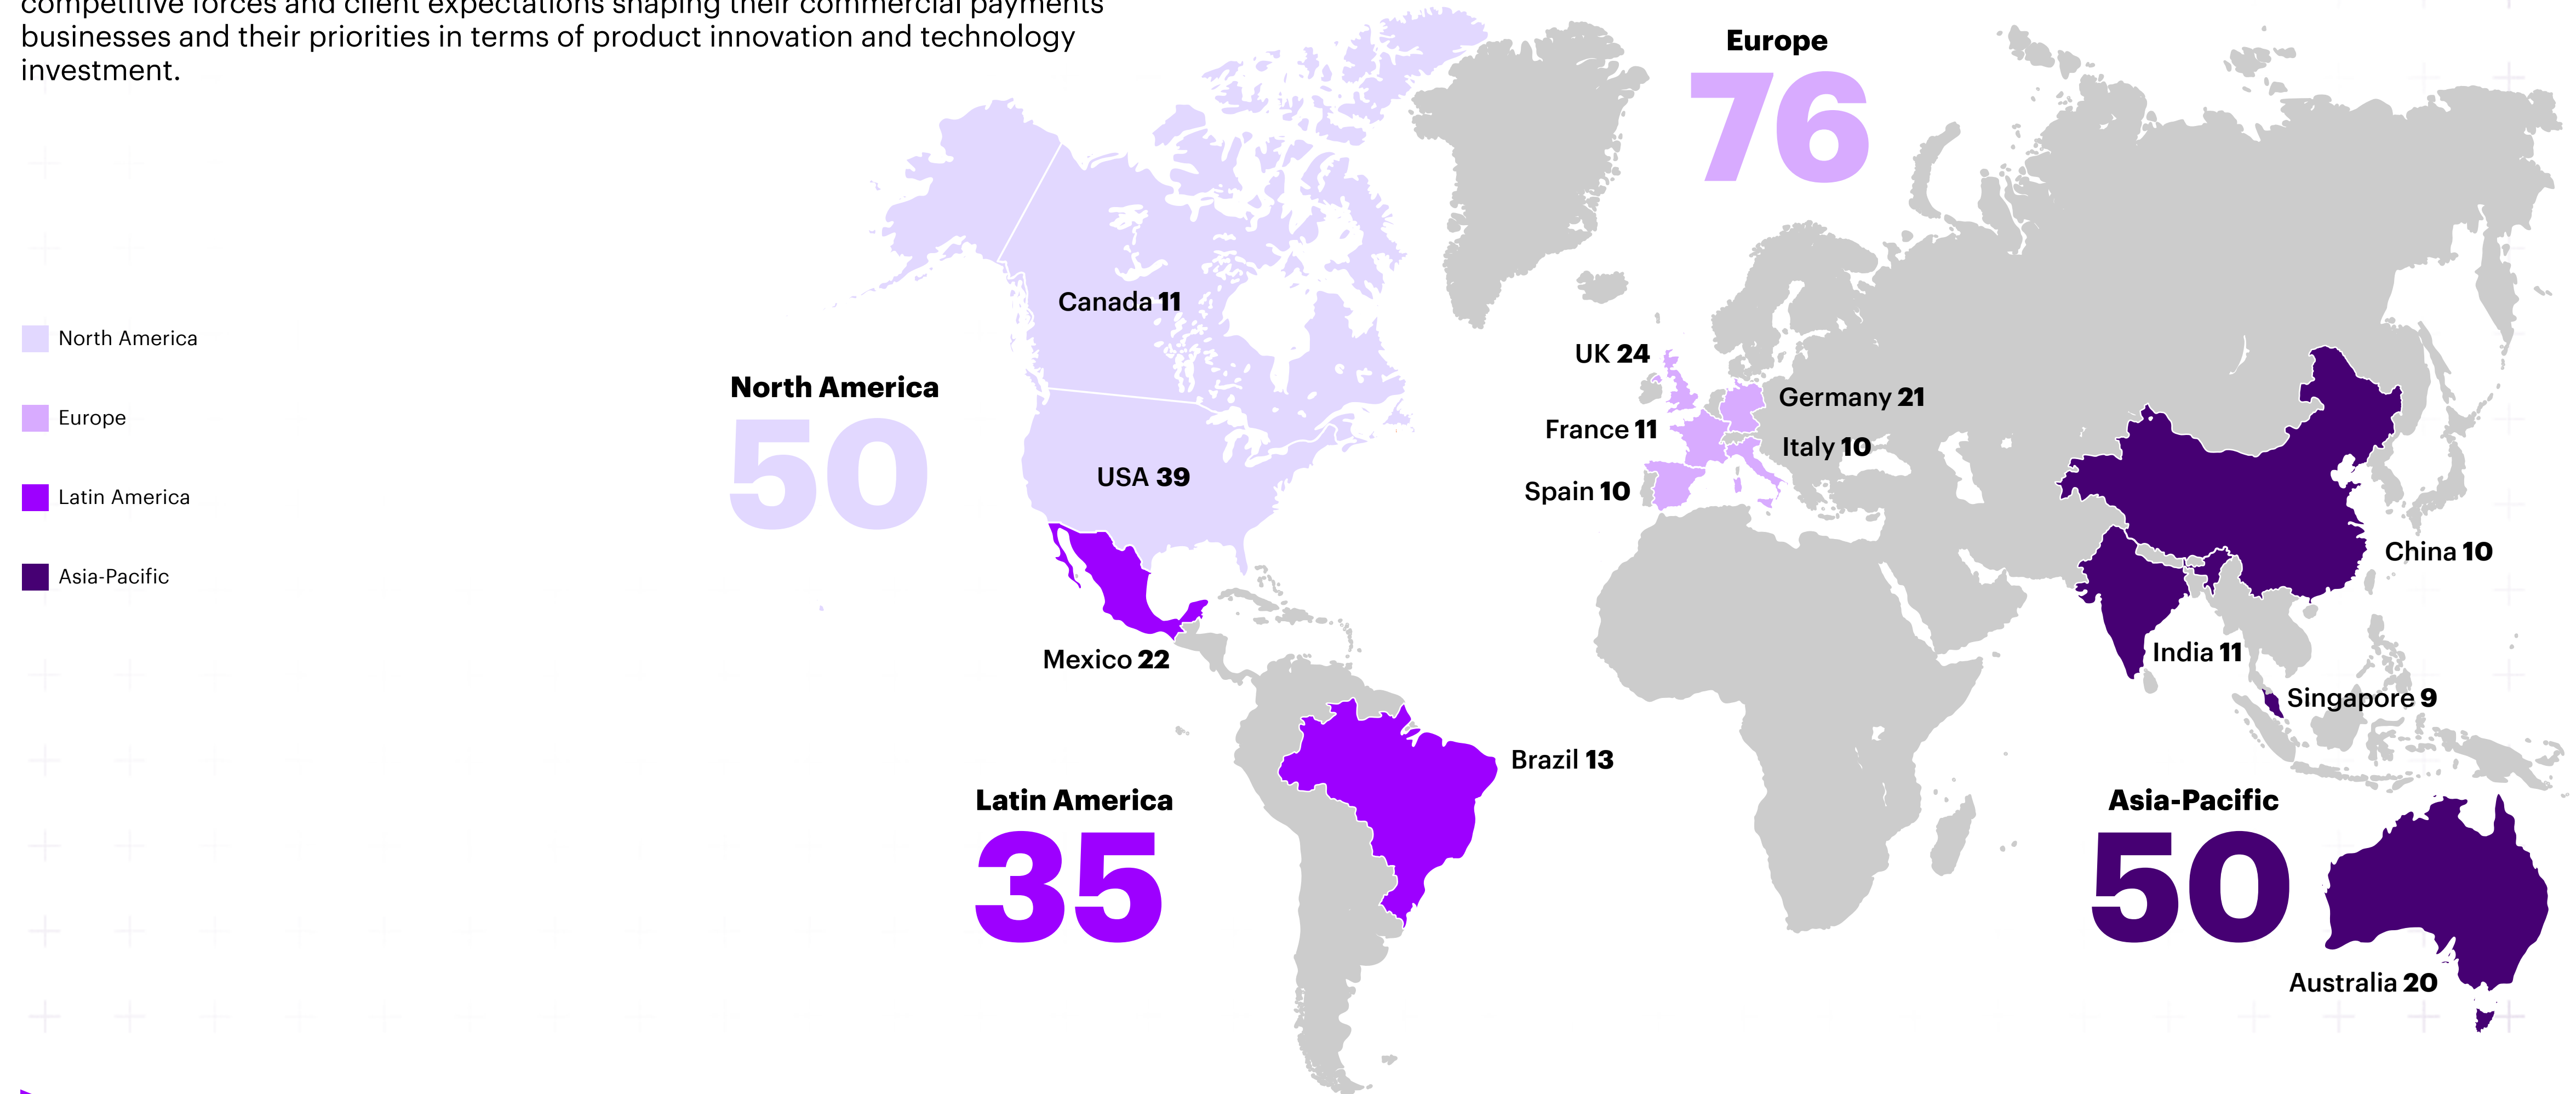 competitive forces and client expectations shaping their commercial payments
businesses and their priorities in terms of product innovation and technology
investment.
North America
Europe
Latin America
Asia-Pacific
Europe
76
North America
50
Canada 11
USA 39
UK 24
Germany 21
France 11
Italy 10
Spain 10
Mexico 22
Brazil 13
Latin America
35
China 10
India 11
Singapore 9
Asia-Pacific
50
Australia 20